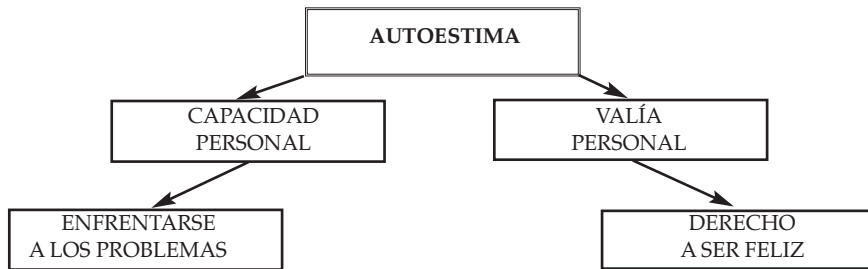 AUTOESTIMA
CAPACIDAD
PERSONAL
VALÍA
PERSONAL
ENFRENTARSE
A LOS PROBLEMAS
DERECHO
A SER FELIZ